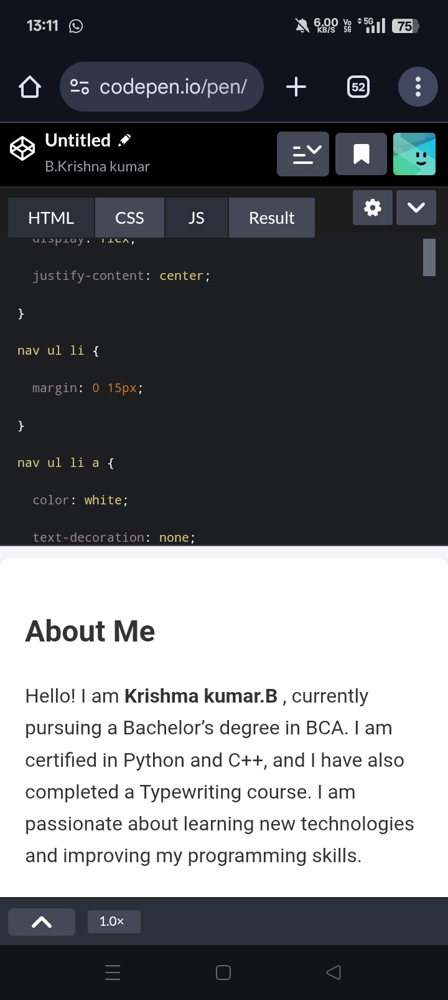 13:11
6.00 KB/S
Vo 5G
5G
75
codepen.io/pen/
52
Untitled
B.Krishna kumar
HTML CSS JS Result
display: flex;
justify-content: center;
}
nav ul li {
margin: 0 15px;
}
nav ul li a {
color: white;
text-decoration: none;
About Me
Hello! I am Krishma kumar.B , currently
pursuing a Bachelor’s degree in BCA. I am
certified in Python and C++, and I have also
completed a Typewriting course. I am
passionate about learning new technologies
and improving my programming skills.
1.0×